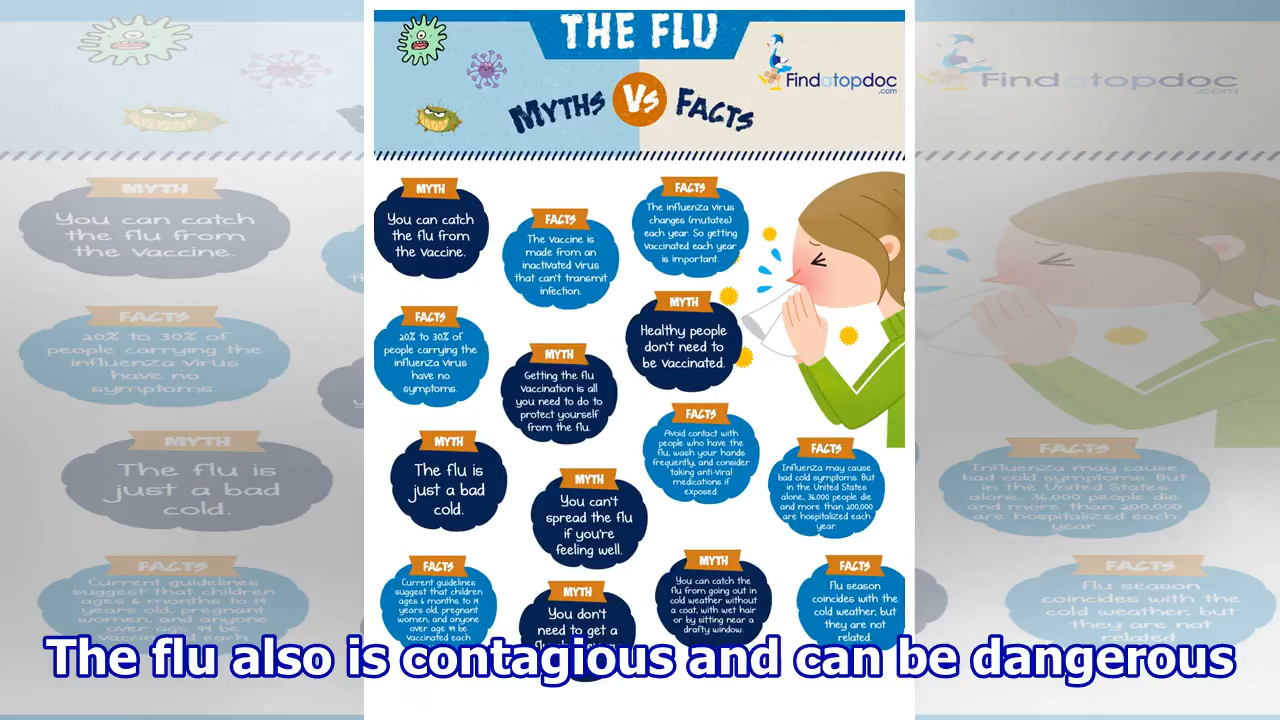 THE FLU
MYTHS VS FACTS
Findatopdoc
.com
MYTH
You can catch
the flu from
the vaccine.
FACTS
The vaccine is
made from an
inactivated virus
that can't transmit
infection.
FACTS
The influenza virus
changes (mutates)
each year. So getting
vaccinated each year
is important.
FACTS
20% to 30% of
people carrying the
influenza virus
have no
symptoms.
MYTH
Getting the flu
vaccination is all
you need to do to
protect yourself
from the flu.
MYTH
Healthy people
don't need to
be vaccinated.
MYTH
The flu is
just a bad
cold.
MYTH
You can't
spread the flu
if you're
feeling well.
FACTS
Avoid contact with
people who have the
flu, wash your hands
frequently, and consider
taking anti-viral
medications if
exposed.
FACTS
Influenza may cause
bad cold symptoms. But
in the United States
alone, 36,000 people die
and more than 200,000
are hospitalized each
year.
FACTS
Current guidelines
suggest that children
ages 6 months to 19
years old, pregnant
women, and anyone
over age 49 be
vaccinated each
MYTH
You don't
need to get a
MYTH
You can catch the
flu from going out in
cold weather without
a coat, with wet hair
or by sitting near a
drafty window.
FACTS
Flu season
coincides with the
cold weather, but
they are not
related.
The flu also is contagious and can be dangerous